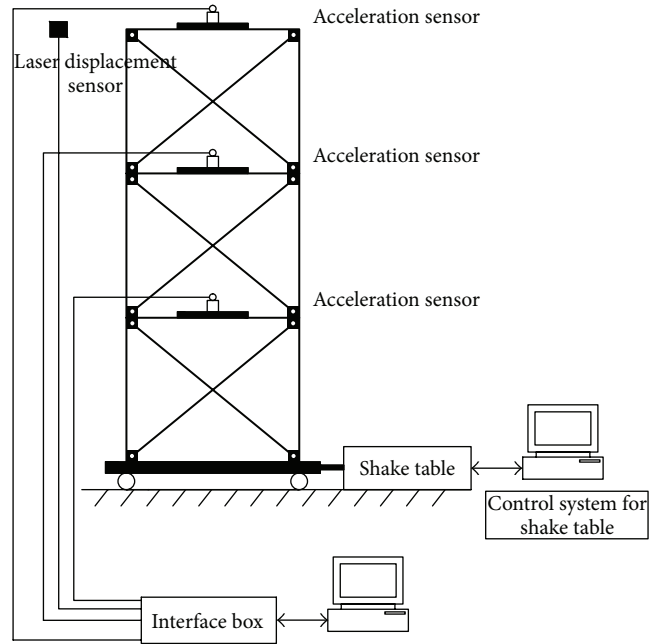 Acceleration sensor
Laser displacement
sensor
Acceleration sensor
Acceleration sensor
Shake table
Control system for
shake table
Interface box